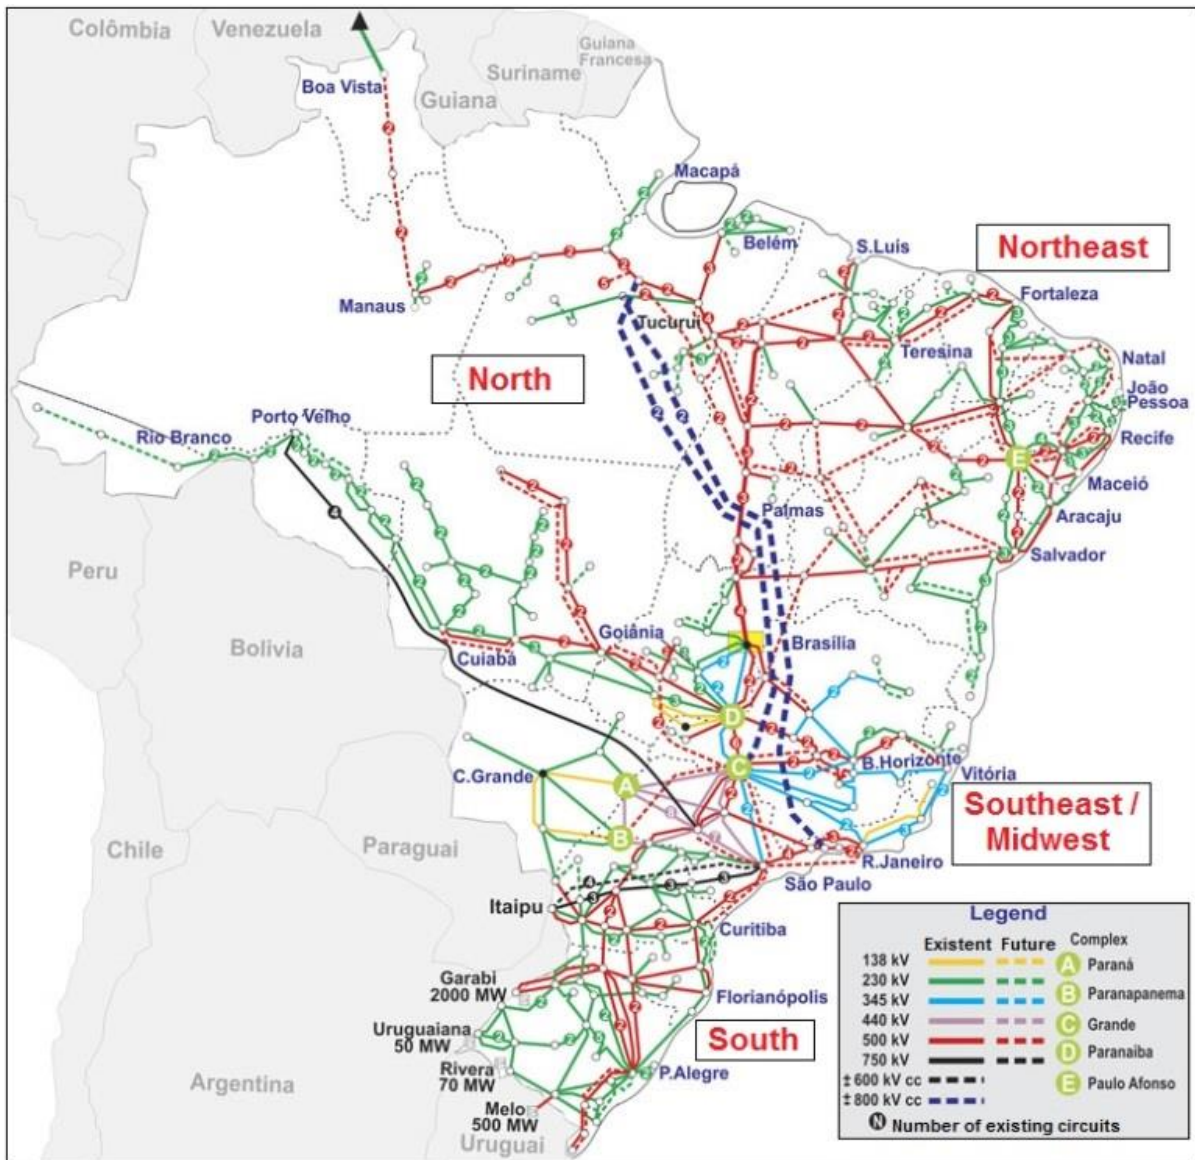 Colômbia
Venezuela
Guiana
Francesa
Suriname
Guiana
Boa Vista
Macapá
Belém
S.Luis
Northeast
Manaus
Tucurui
Fortaleza
Teresina
Natal
North
João
Pessoa
Porto Velho
Rio Branco
Recife
E
Maceió
Palmas
Aracaju
Salvador
Peru
Bolivia
Cuiabá
Goiânia
Brasília
D
C
B.Horizonte
Vitória
C.Grande
A
B
Southeast /
Midwest
Chile
Paraguai
R.Janeiro
São Paulo
Itaipu
Curitiba
Garabi
2000 MW
Florianópolis
Uruguaiana
50 MW
South
Rivera
70 MW
P.Alegre
Melo
500 MW
Argentina
Uruguai
Legend
Existent Future Complex
138 kV A Paraná
230 kV
345 kV B Paranapanema
440 kV
500 kV C Grande
750 kV D Paranaiba
±600 kV cc
±800 kV cc E Paulo Afonso
N Number of existing circuits